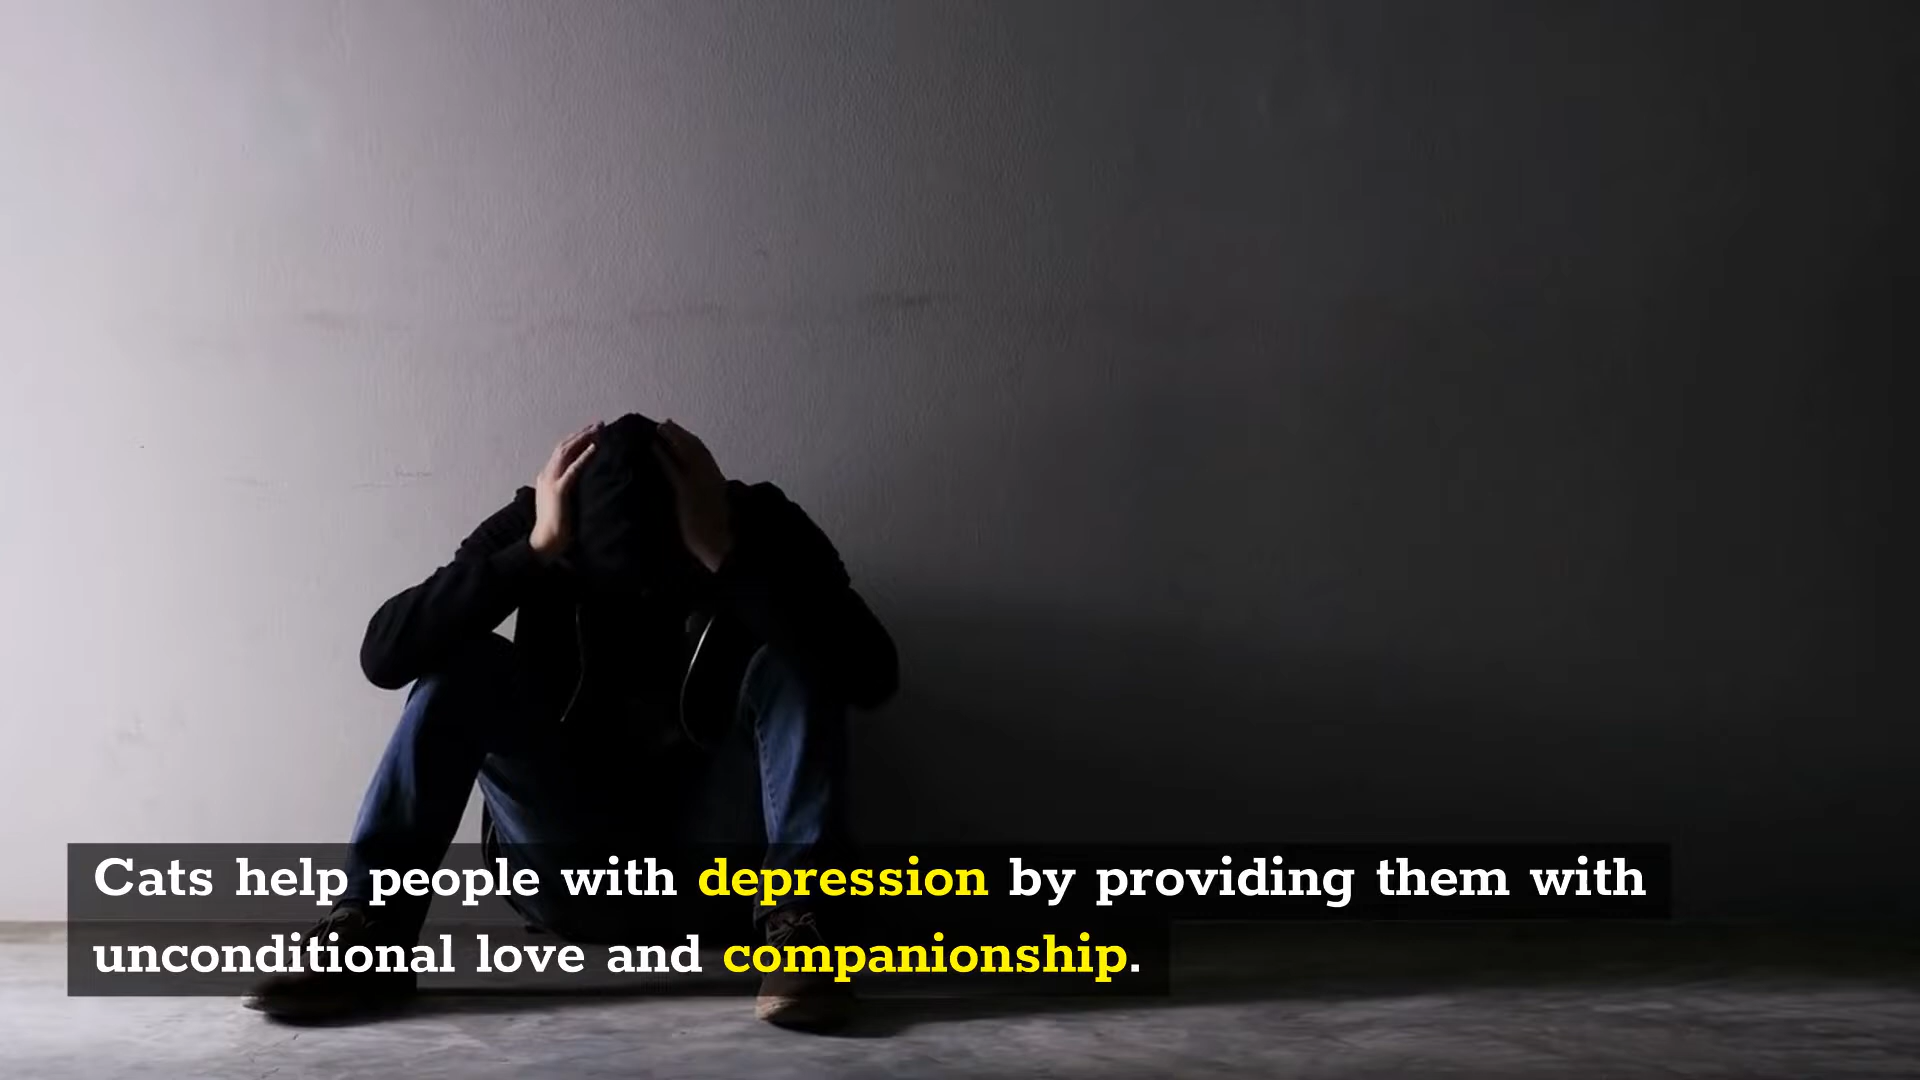 Cats help people with depression by providing them with
unconditional love and companionship.